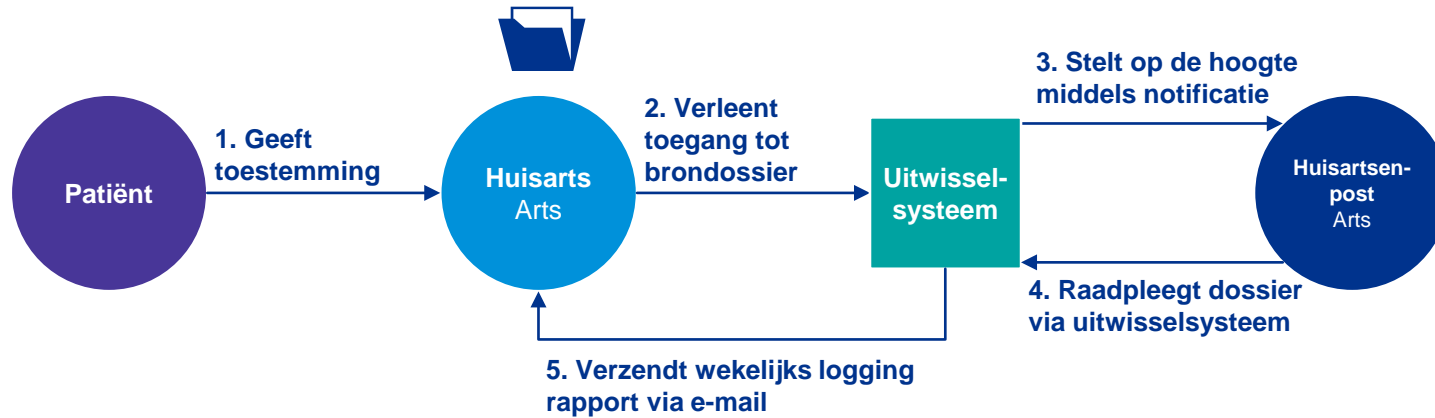 Patiënt
1. Geeft
toestemming
Huisarts
Arts
2. Verleent
toegang tot
brondossier
Uitwissel-
systeem
3. Stelt op de hoogte
middels notificatie
Huisartsen-
post
Arts
4. Raadpleegt dossier
via uitwisselsysteem
5. Verzendt wekelijks logging
rapport via e-mail